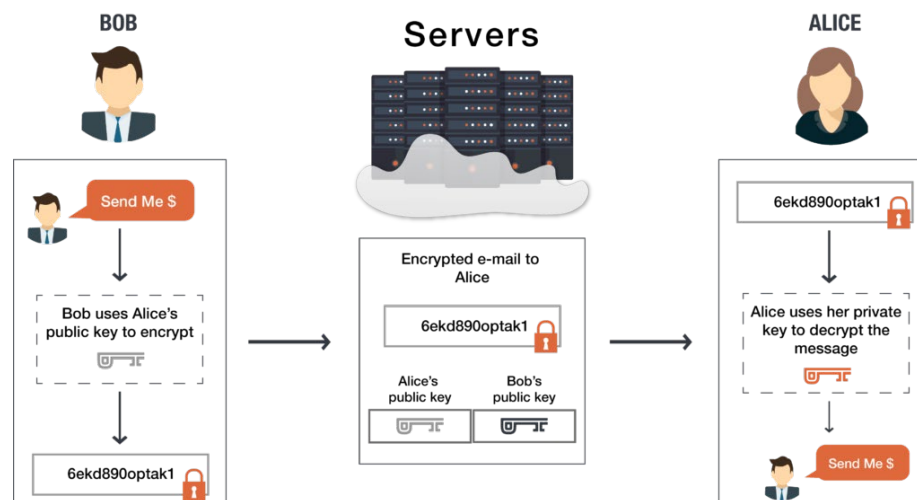 BOB
Send Me $
Bob uses Alice's
public key to encrypt
6ekd890optak1
Servers
Encrypted e-mail to
Alice
6ekd890optak1
Alice's
public key
Bob's
public key
ALICE
6ekd890optak1
Alice uses her private
key to decrypt the
message
Send Me $